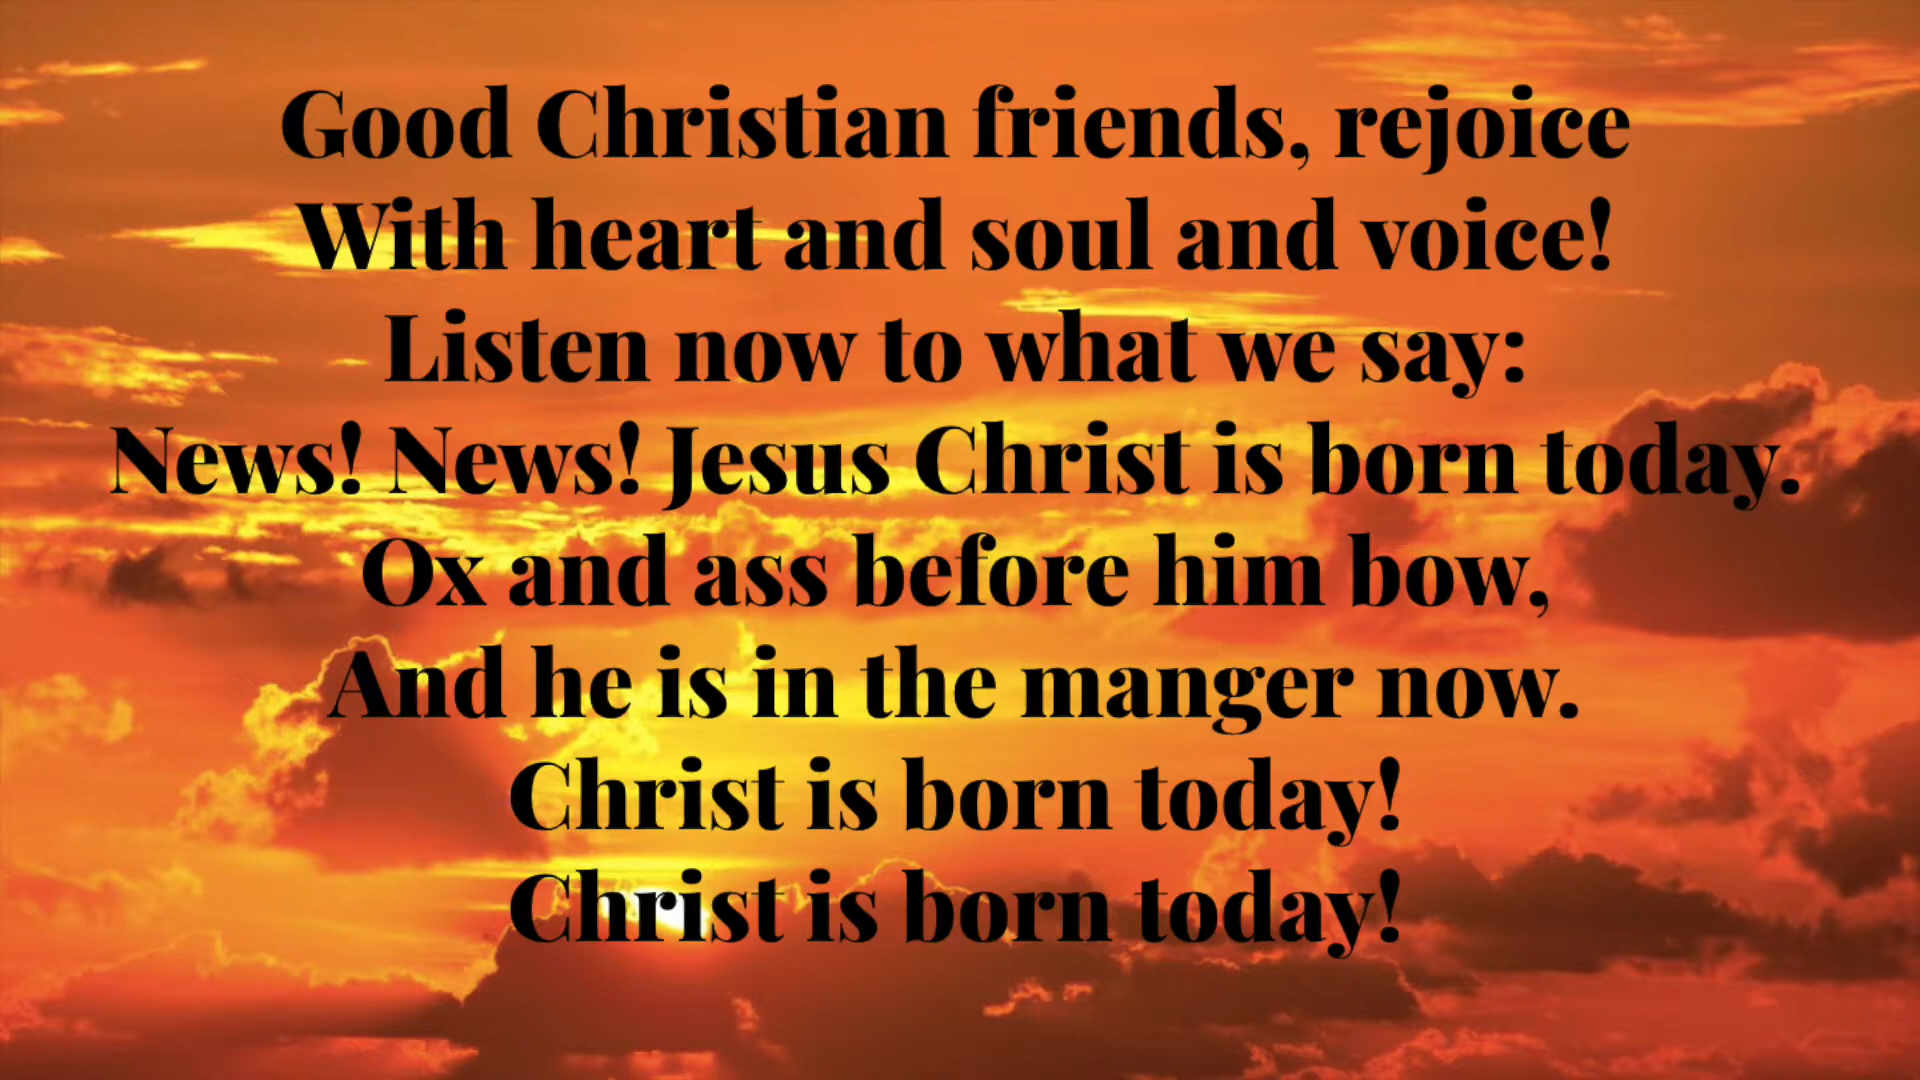 Good Christian friends, rejoice
With heart and soul and voice!
Listen now to what we say:
News! News! Jesus Christ is born today.
Ox and ass before him bow,
And he is in the manger now.
Christ is born today!
Christ is born today!